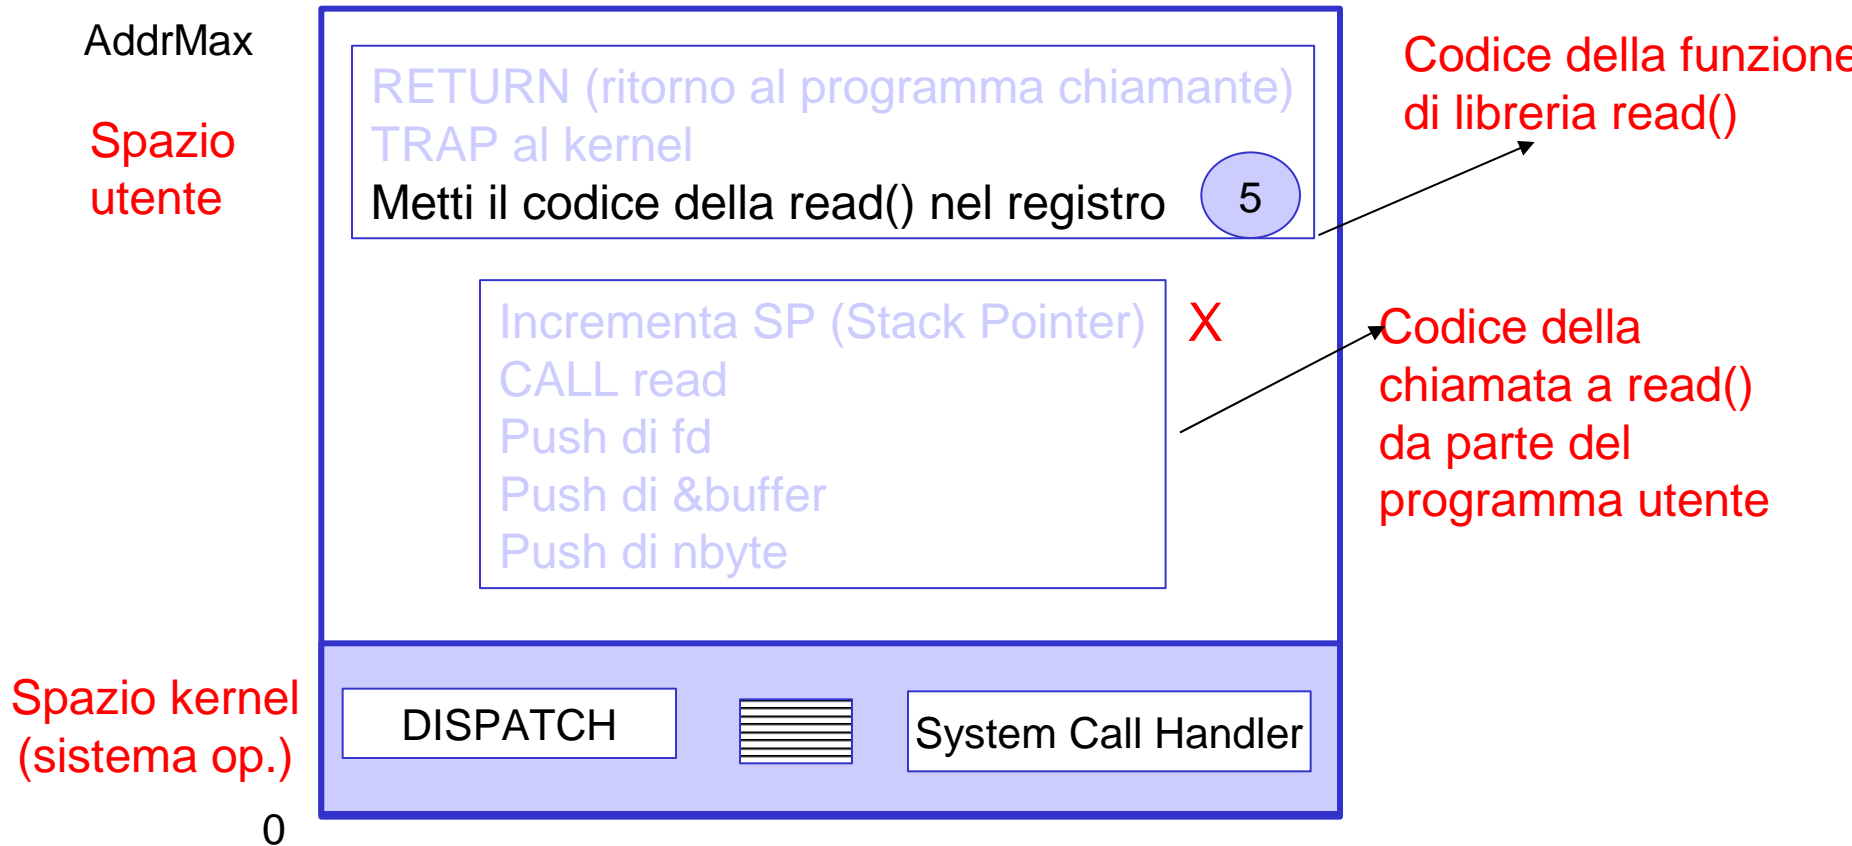 AddrMax
Spazio
utente
RETURN (ritorno al programma chiamante)
TRAP al kernel
Metti il codice della read() nel registro
5
Codice della funzione
di libreria read()
Incrementa SP (Stack Pointer)
CALL read
Push di fd
Push di &buffer
Push di nbyte
X
Codice della
chiamata a read()
da parte del
programma utente
Spazio kernel
(sistema op.)
DISPATCH
System Call Handler
0